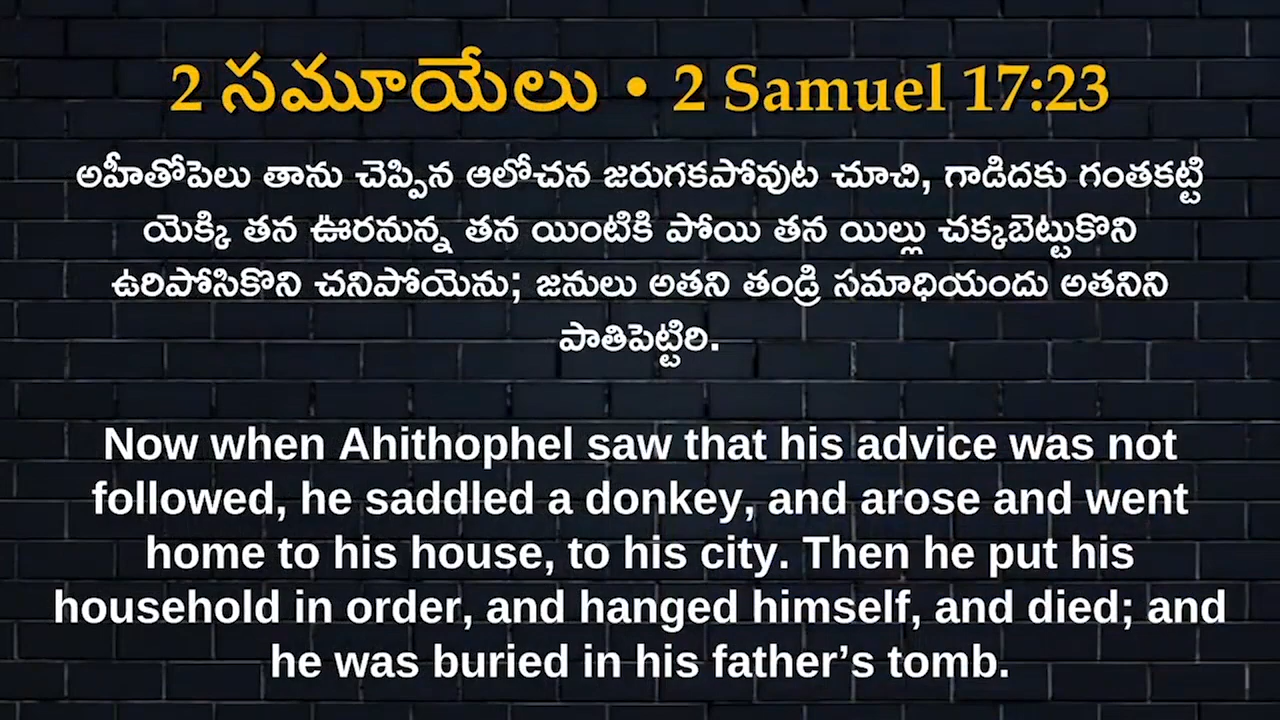 2 సమూయేలు • 2 Samuel 17:23
అహీతోపెలు తాను చెప్పిన ఆలోచన జరుగకపోవుట చూచి, గాడిదకు గంతకట్టి
యెక్కి తన ఊరనున్న తన యింటికి పోయి తన యిల్లు చక్కబెట్టుకొని
ఉరిపోసికొని చనిపోయెను; జనులు అతని తండ్రి సమాధియందు అతనిని
పాతిపెట్టిరి.
Now when Ahithophel saw that his advice was not
followed, he saddled a donkey, and arose and went
home to his house, to his city. Then he put his
household in order, and hanged himself, and died; and
he was buried in his father’s tomb.